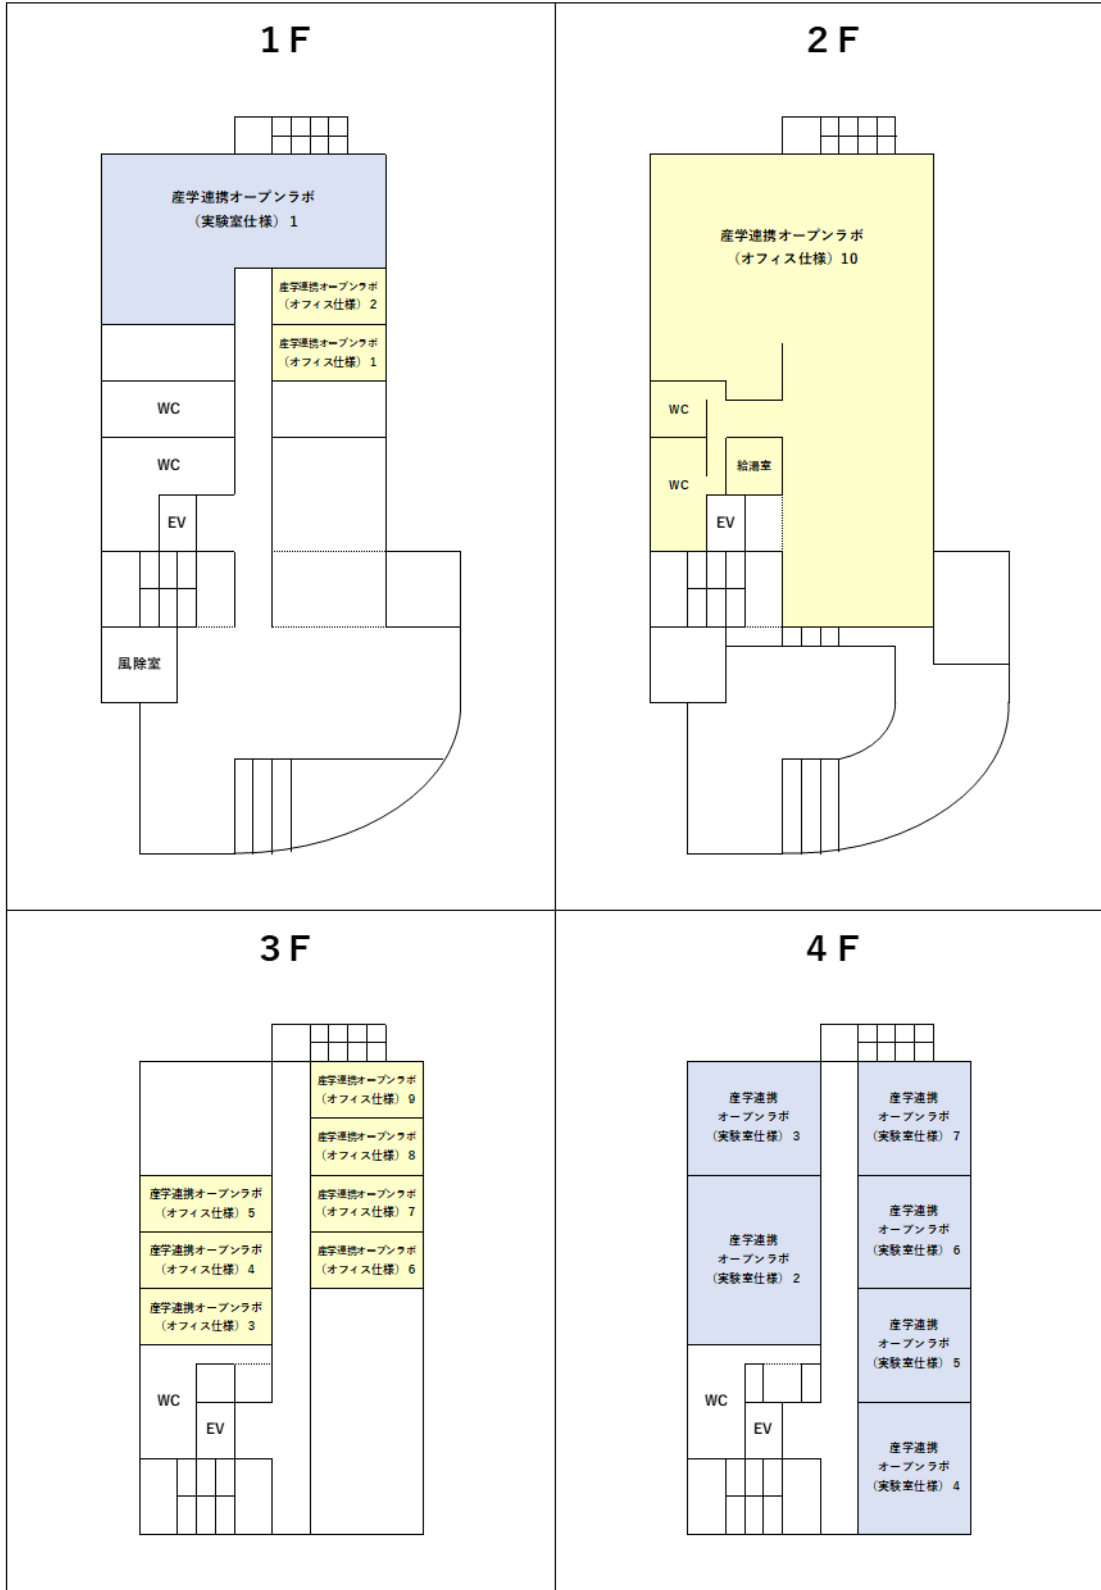 1F
産学連携オープンラボ
（実験室仕様）1
産学連携オープンラボ
（オフィス仕様）2
産学連携オープンラボ
（オフィス仕様）1
WC
WC
EV
風除室
2F
産学連携オープンラボ
（オフィス仕様）10
WC
給湯室
WC
EV
3F
産学連携オープンラボ
（オフィス仕様）9
産学連携オープンラボ
（オフィス仕様）8
産学連携オープンラボ
（オフィス仕様）5
産学連携オープンラボ
（オフィス仕様）7
産学連携オープンラボ
（オフィス仕様）4
産学連携オープンラボ
（オフィス仕様）6
産学連携オープンラボ
（オフィス仕様）3
WC
EV
4F
産学連携
オープンラボ
（実験室仕様）3
産学連携
オープンラボ
（実験室仕様）7
産学連携
オープンラボ
（実験室仕様）2
産学連携
オープンラボ
（実験室仕様）6
産学連携
オープンラボ
（実験室仕様）5
WC
EV
産学連携
オープンラボ
（実験室仕様）4